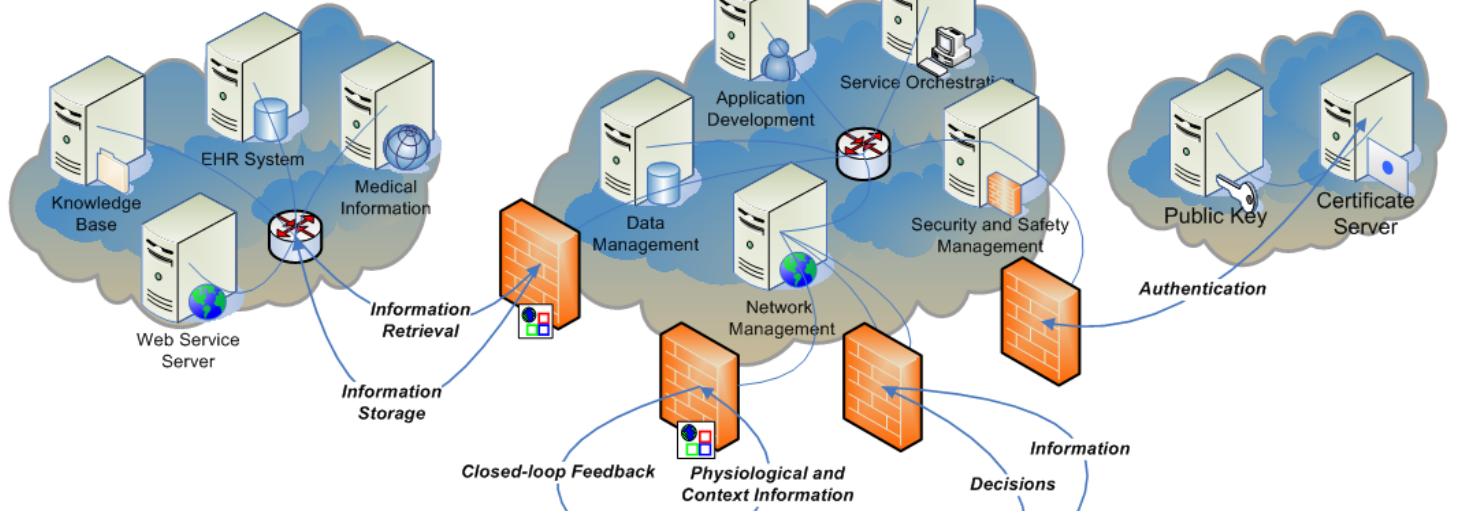 EHR System
Knowledge
Base
Medical
Information
Web Service
Server
Information
Retrieval
Information
Storage
Application
Development
Service Orchestration
Data
Management
Security and Safety
Management
Network
Management
Public Key
Certificate
Server
Authentication
Closed-loop Feedback
Physiological and
Context Information
Information
Decisions